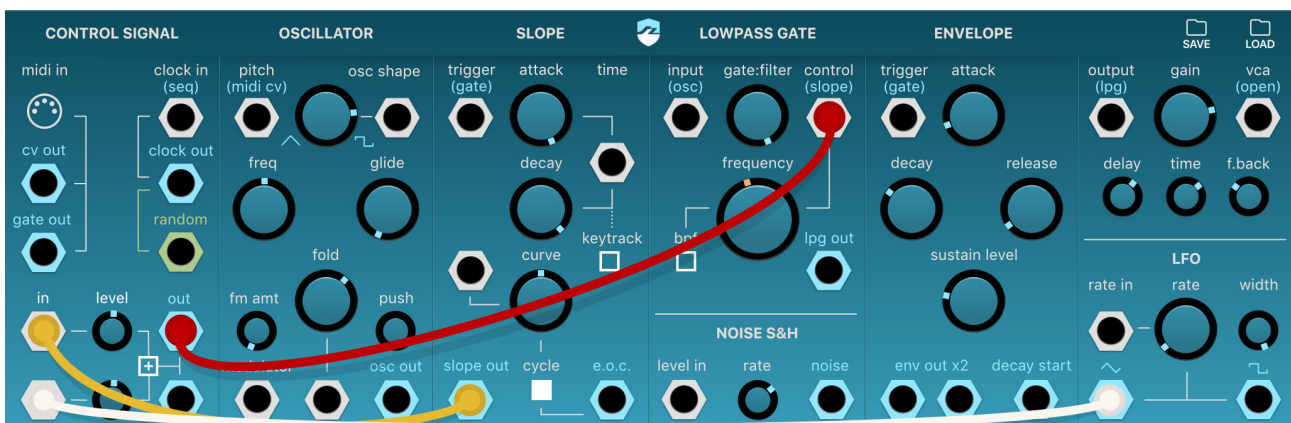 CONTROL SIGNAL
OSCILLATOR
SLOPE
LOWPASS GATE
ENVELOPE
SAVE
LOAD
midi in
clock in
(seq)
cv out
clock out
gate out
random
in
level
out
+
pitch
(midi cv)
osc shape
freq
glide
fold
fm amt
push
osc out
trigger
(gate)
attack
time
decay
keytrack
curve
slope out
cycle
e.o.c.
input
(osc)
gate:filter
control
(slope)
frequency
lpg out
NOISE S&H
level in
rate
noise
trigger
(gate)
attack
decay
release
sustain level
env out x2
decay start
output
(lpg)
gain
vca
(open)
delay
time
f.back
LFO
rate in
rate
width